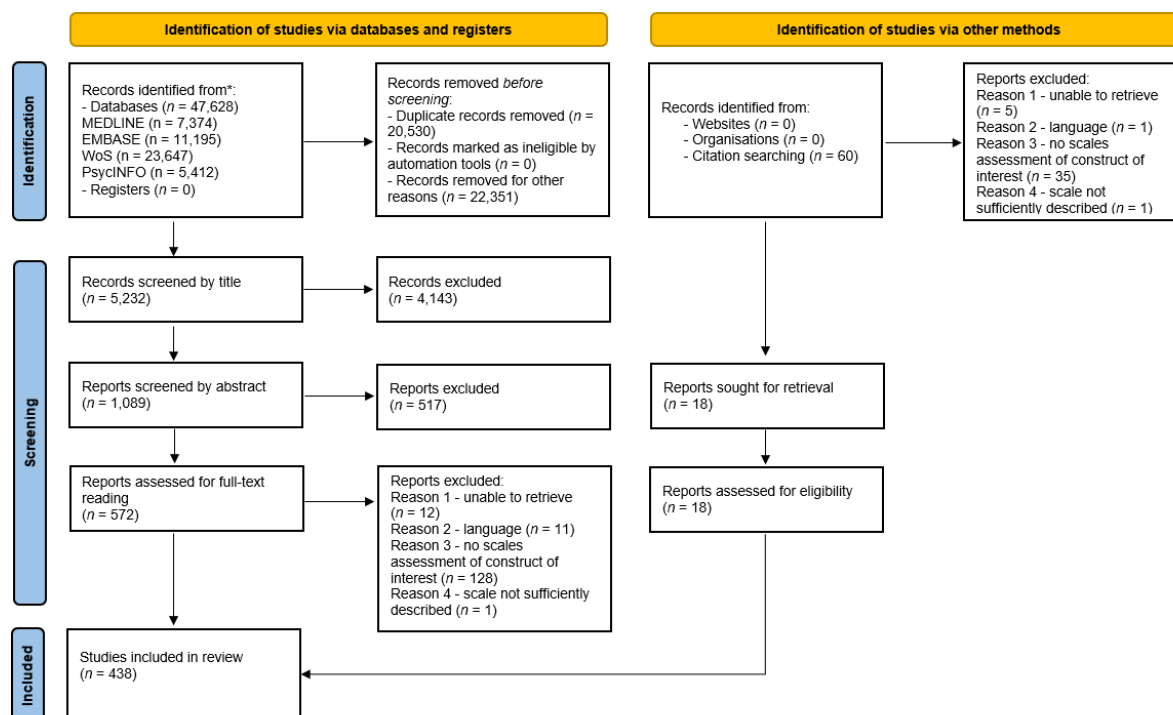 Identification of studies via databases and registers
Identification of studies via other methods
Identification
Records identified from*:
- Databases (n = 47,628)
MEDLINE (n = 7,374)
EMBASE (n = 11,195)
WoS (n = 23,647)
PsycINFO (n = 5,412)
- Registers (n = 0)
Records removed before
screening:
- Duplicate records removed (n =
20,530)
- Records marked as ineligible by
automation tools (n = 0)
- Records removed for other
reasons (n = 22,351)
Records identified from:
- Websites (n = 0)
- Organisations (n = 0)
- Citation searching (n = 60)
Reports excluded:
Reason 1 - unable to retrieve
(n = 5)
Reason 2 - language (n = 1)
Reason 3 - no scales
assessment of construct of
interest (n = 35)
Reason 4 - scale not
sufficiently described (n = 1)
Screening
Records screened by title
(n = 5,232)
Records excluded
(n = 4,143)
Reports screened by abstract
(n = 1,089)
Reports excluded
(n = 517)
Reports sought for retrieval
(n = 18)
Reports assessed for full-text
reading
(n = 572)
Reports excluded:
Reason 1 - unable to retrieve
(n = 12)
Reason 2 - language (n = 11)
Reason 3 - no scales
assessment of construct of
interest (n = 128)
Reason 4 - scale not sufficiently
described (n = 1)
Reports assessed for eligibility
(n = 18)
Included
Studies included in review
(n = 438)